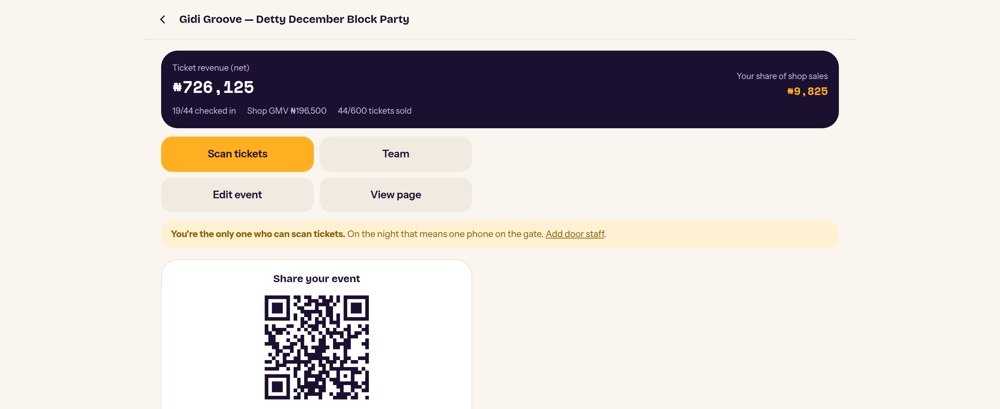 Gidi Groove — Detty December Block Party
Ticket revenue (net)
₦726,125
Your share of shop sales
₦9,825
19/44 checked in Shop GMV ₦196,500 44/600 tickets sold
Scan tickets
Team
Edit event
View page
You're the only one who can scan tickets. On the night that means one phone on the gate. Add door staff.
Share your event